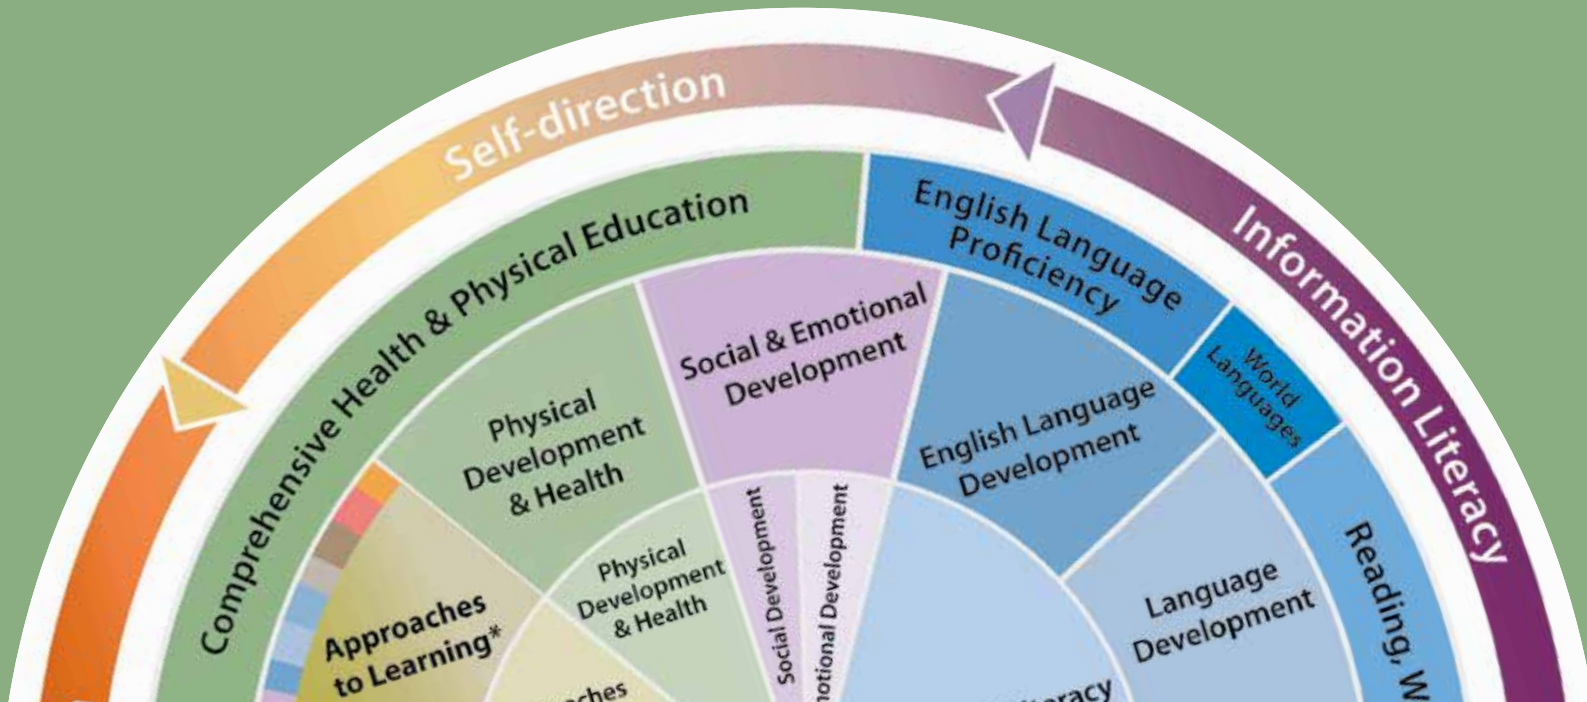 Self-direction
Information Literacy
Comprehensive Health & Physical Education
English Language
Proficiency
World
Languages
Reading,
Social & Emotional
Development
Physical
Development
& Health
English Language
Development
Language
Development
Approaches
to Learning*
Physical
Development
& Health
Social Development
Development